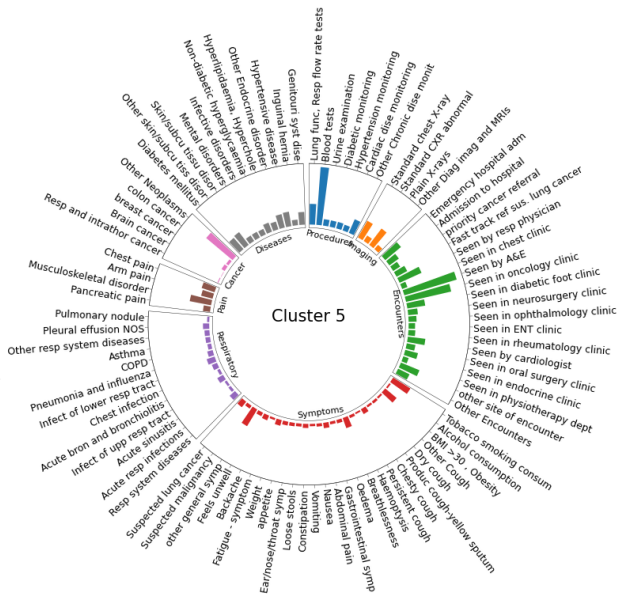 Cluster 5
Procedures
Imaging
Encounters
Symptoms
Respiratory
Pain
Cancer
Diseases
Lung func, Resp flow rate tests
Blood tests
Urine examination
Diabetic monitoring
Hypertension monitoring
Cardiac dise monitoring
Other Chronic dise monit
Standard chest X-ray
Standard CXR abnormal
Plain X-rays
Other Diag imag and MRIs
Emergency hospital adm
Admission to hospital
priority cancer referral
Fast track ref sus. lung cancer
Seen by resp physician
Seen in chest clinic
Seen by A&E
Seen in oncology clinic
Seen in diabetic foot clinic
Seen in neurosurgery clinic
Seen in ophthalmology clinic
Seen in ENT clinic
Seen in rheumatology clinic
Seen by cardiologist
Seen in oral surgery clinic
Seen in endocrine clinic
Seen in physiotherapy dept
other site of encounter
Other Encounters
Tobacco smoking consum
Alcohol consumption
BMI >30 - Obesity
Other Cough
Dry cough
Produc cough-yellow sputum
Chesty cough
Persistent cough
Haemoptysis
Breathlessness
Oedema
Gastrointestinal symp
Abdominal pain
Nausea
Vomiting
Constipation
Loose stools
Ear/nose/throat symp
appetite
Weight
Fatigue - symptom
Backache
Feels unwell
other general symp
Suspected malignancy
Suspected lung cancer
Resp system diseases
Acute resp infections
Acute sinusitis
Infect of upp resp tract
Acute bron and bronchiolitis
Chest infection
Infect of lower resp tract
Pneumonia and influenza
COPD
Asthma
Other resp system diseases
Pleural effusion NOS
Pulmonary nodule
Pancreatic pain
Musculoskeletal disorder
Arm pain
Chest pain
Resp and intrathor cancer
Brain cancer
breast cancer
colon cancer
Other Neoplasms
Diabetes mellitus
Other skin/subcu tiss disor
Skin/subcu tissu disor
Mental disorders
Infective disorders
Non-diabetic hyperglycaemia
Hyperlipidaemia, Hyperchole
Other Endocrine disorder
Hypertensive disease
Inguinal hernia
Genitouri syst dise